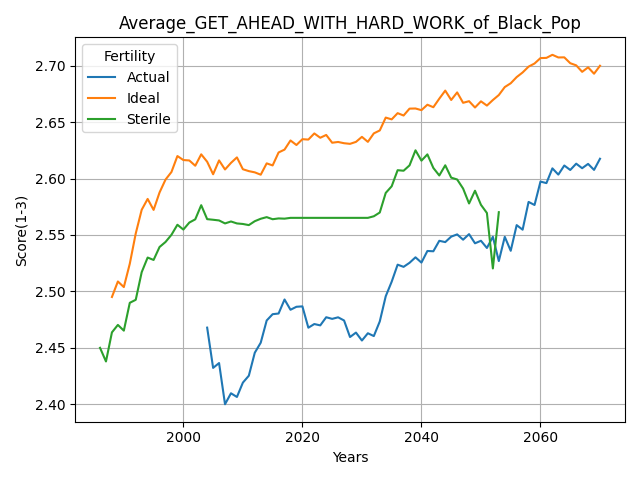 Average_GET_AHEAD_WITH_HARD_WORK_of_Black_Pop
Fertility
Actual
Ideal
Sterile
Score(1-3)
2.70
2.65
2.60
2.55
2.50
2.45
2.40
2000 2020 2040 2060
Years